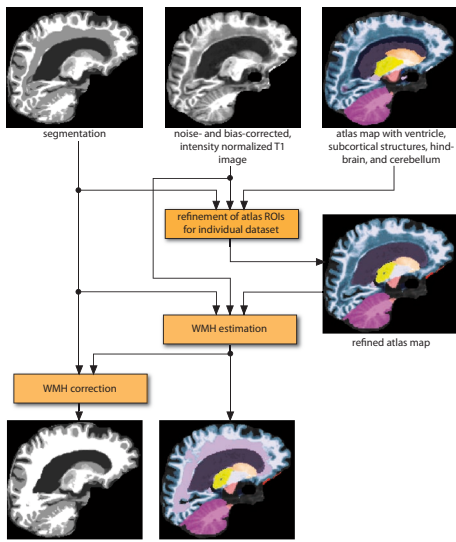 segmentation
noise- and bias-corrected,
intensity normalized T1
image
atlas map with ventricle,
subcortical structures, hind-
brain, and cerebellum
refinement of atlas ROIs
for individual dataset
refined atlas map
WMH estimation
WMH correction